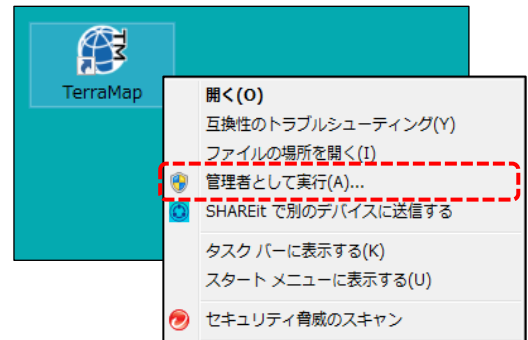 TM
TerraMap
開く(O)
互換性のトラブルシューティング(Y)
ファイルの場所を開く(I)
管理者として実行(A)...
SHAREit で別のデバイスに送信する
タスク バーに表示する(K)
スタート メニューに表示する(U)
セキュリティ脅威のスキャン